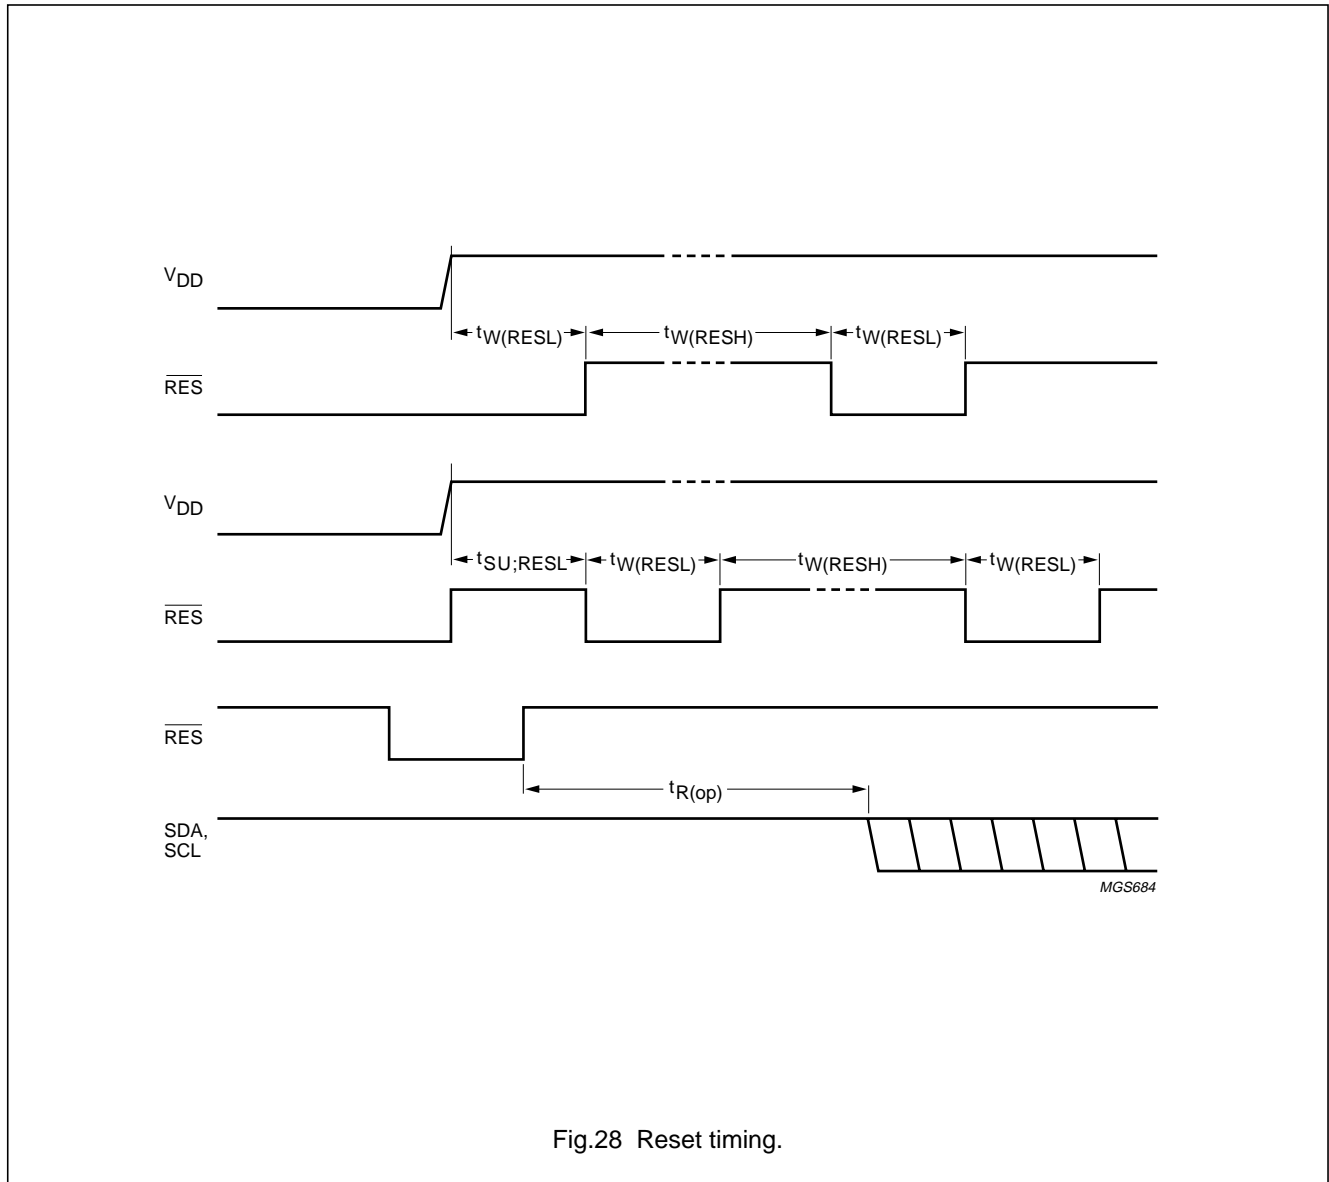 VDD
tW(RESL) tW(RESH) tW(RESL)
RES
VDD
tSU;RESL tW(RESL) tW(RESH) tW(RESL)
RES
RES
tR(op)
SDA,
SCL
MGS684
Fig.28 Reset timing.